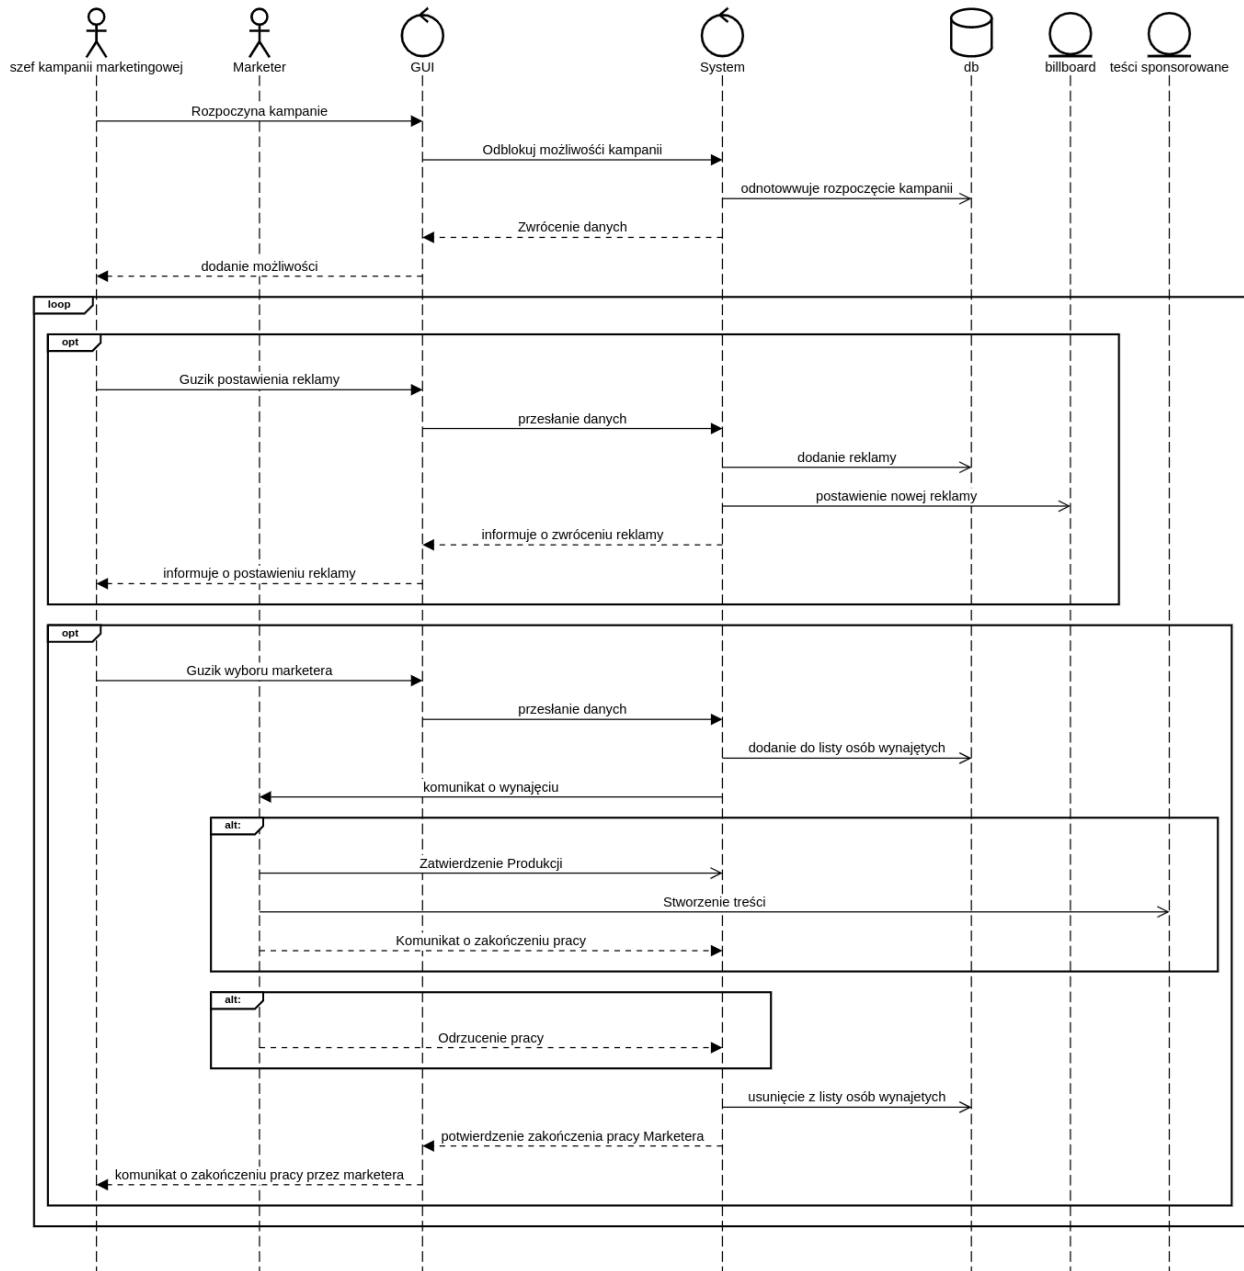 szef kampanii marketingowej
Marketer
GUI
System
db
billboard
teści sponsorowane
Rozpoczyna kampanie
Odblokuj możliwośći kampanii
odnotowwuje rozpoczęcie kampanii
Zwrócenie danych
dodanie możliwości
loop
opt
Guzik postawienia reklamy
przesłanie danych
dodanie reklamy
postawienie nowej reklamy
informuje o zwróceniu reklamy
informuje o postawieniu reklamy
opt
Guzik wyboru marketera
przesłanie danych
dodanie do listy osób wynajętych
komunikat o wynajęciu
alt:
Zatwierdzenie Produkcji
Stworzenie treści
Komunikat o zakończeniu pracy
alt:
Odrzucenie pracy
usunięcie z listy osób wynajetych
potwierdzenie zakończenia pracy Marketera
komunikat o zakończeniu pracy przez marketera